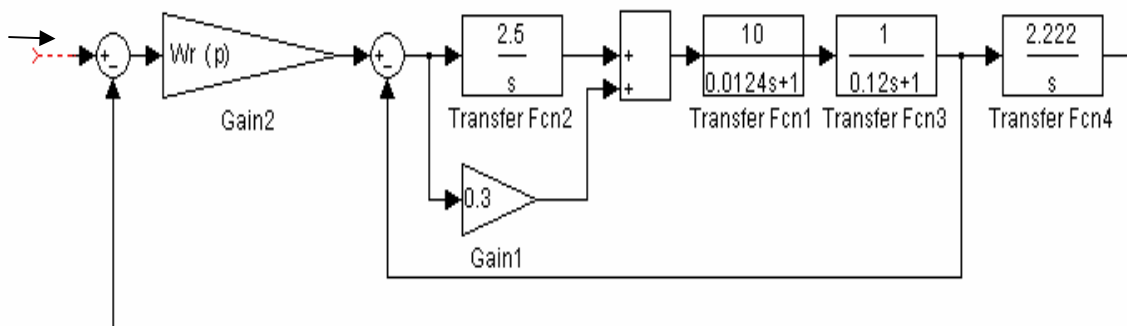 +
−
Wr (p)
Gain2
+
−
2.5
s
Transfer Fcn2
0.3
Gain1
+
+
10
0.0124s+1
Transfer Fcn1
1
0.12s+1
Transfer Fcn3
2.222
s
Transfer Fcn4